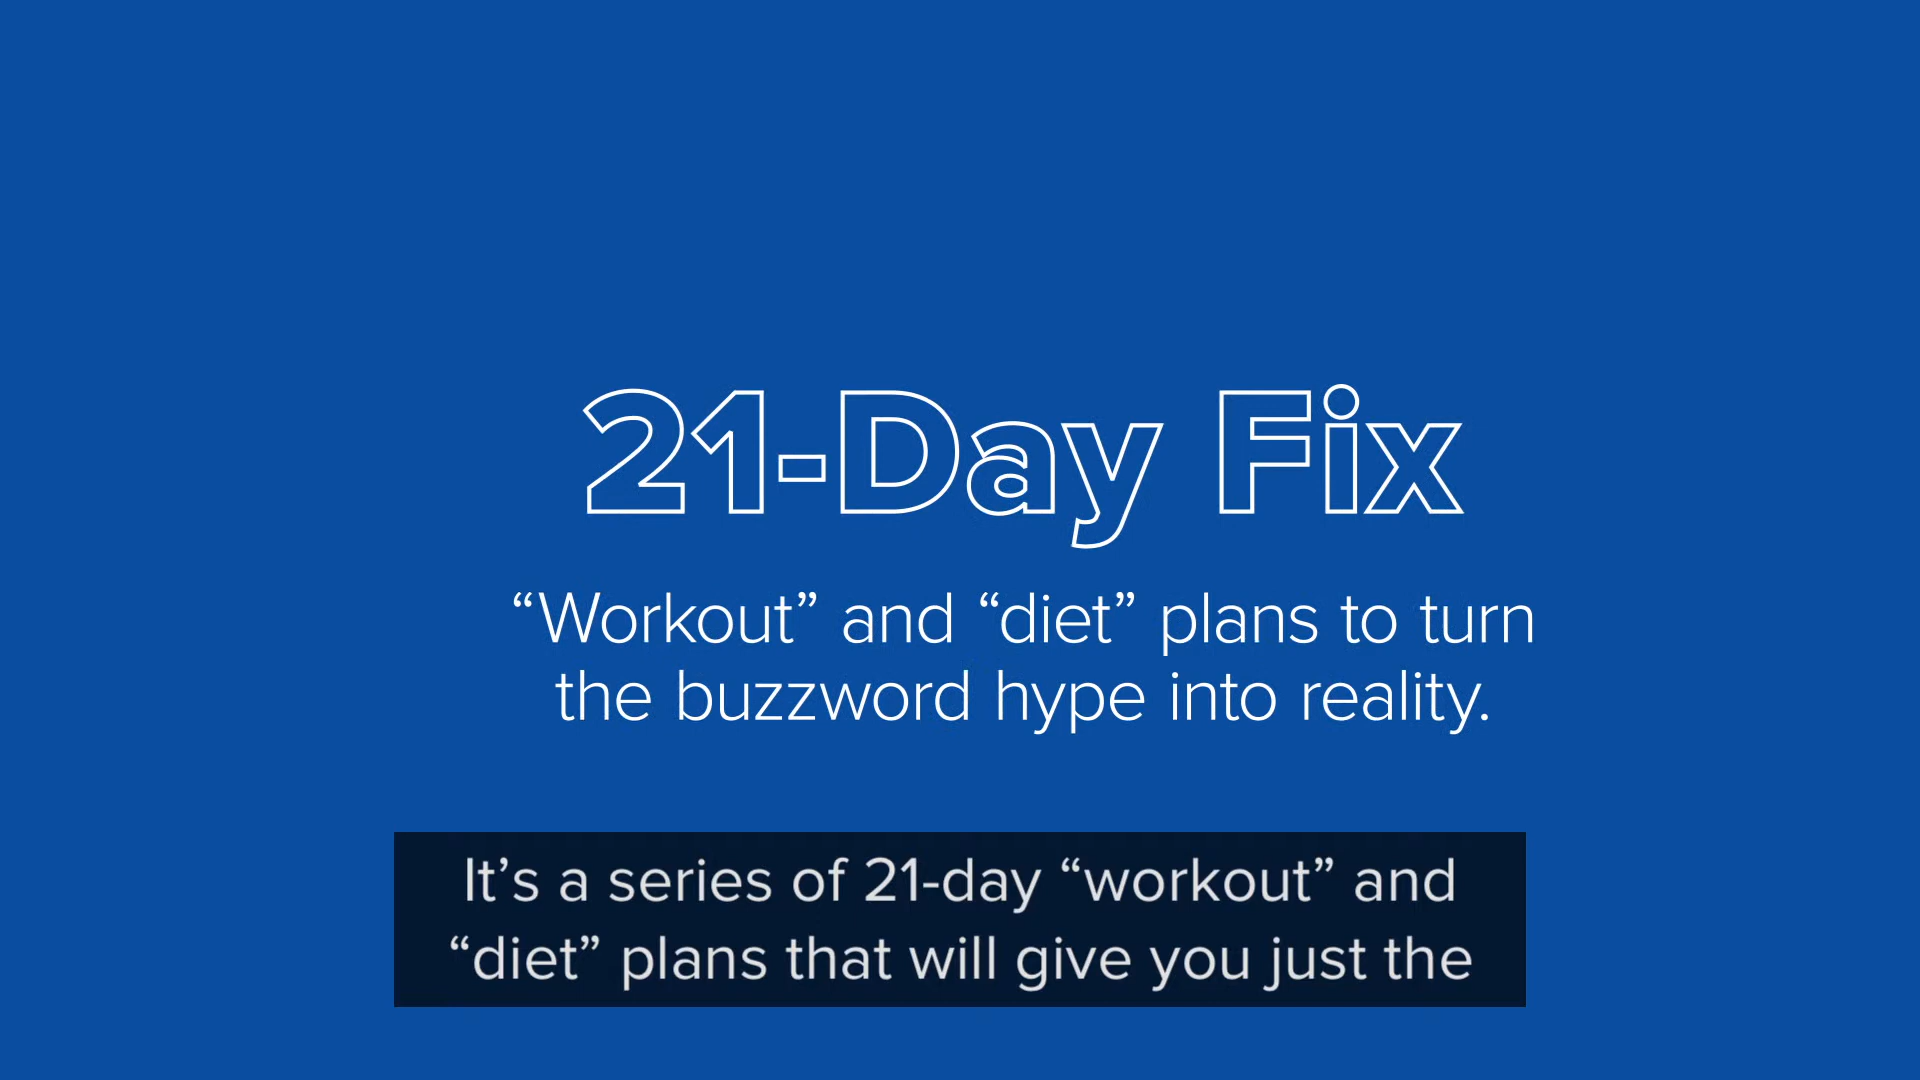 21-Day Fix
“Workout” and “diet” plans to turn
the buzzword hype into reality.
It’s a series of 21-day “workout” and
“diet” plans that will give you just the